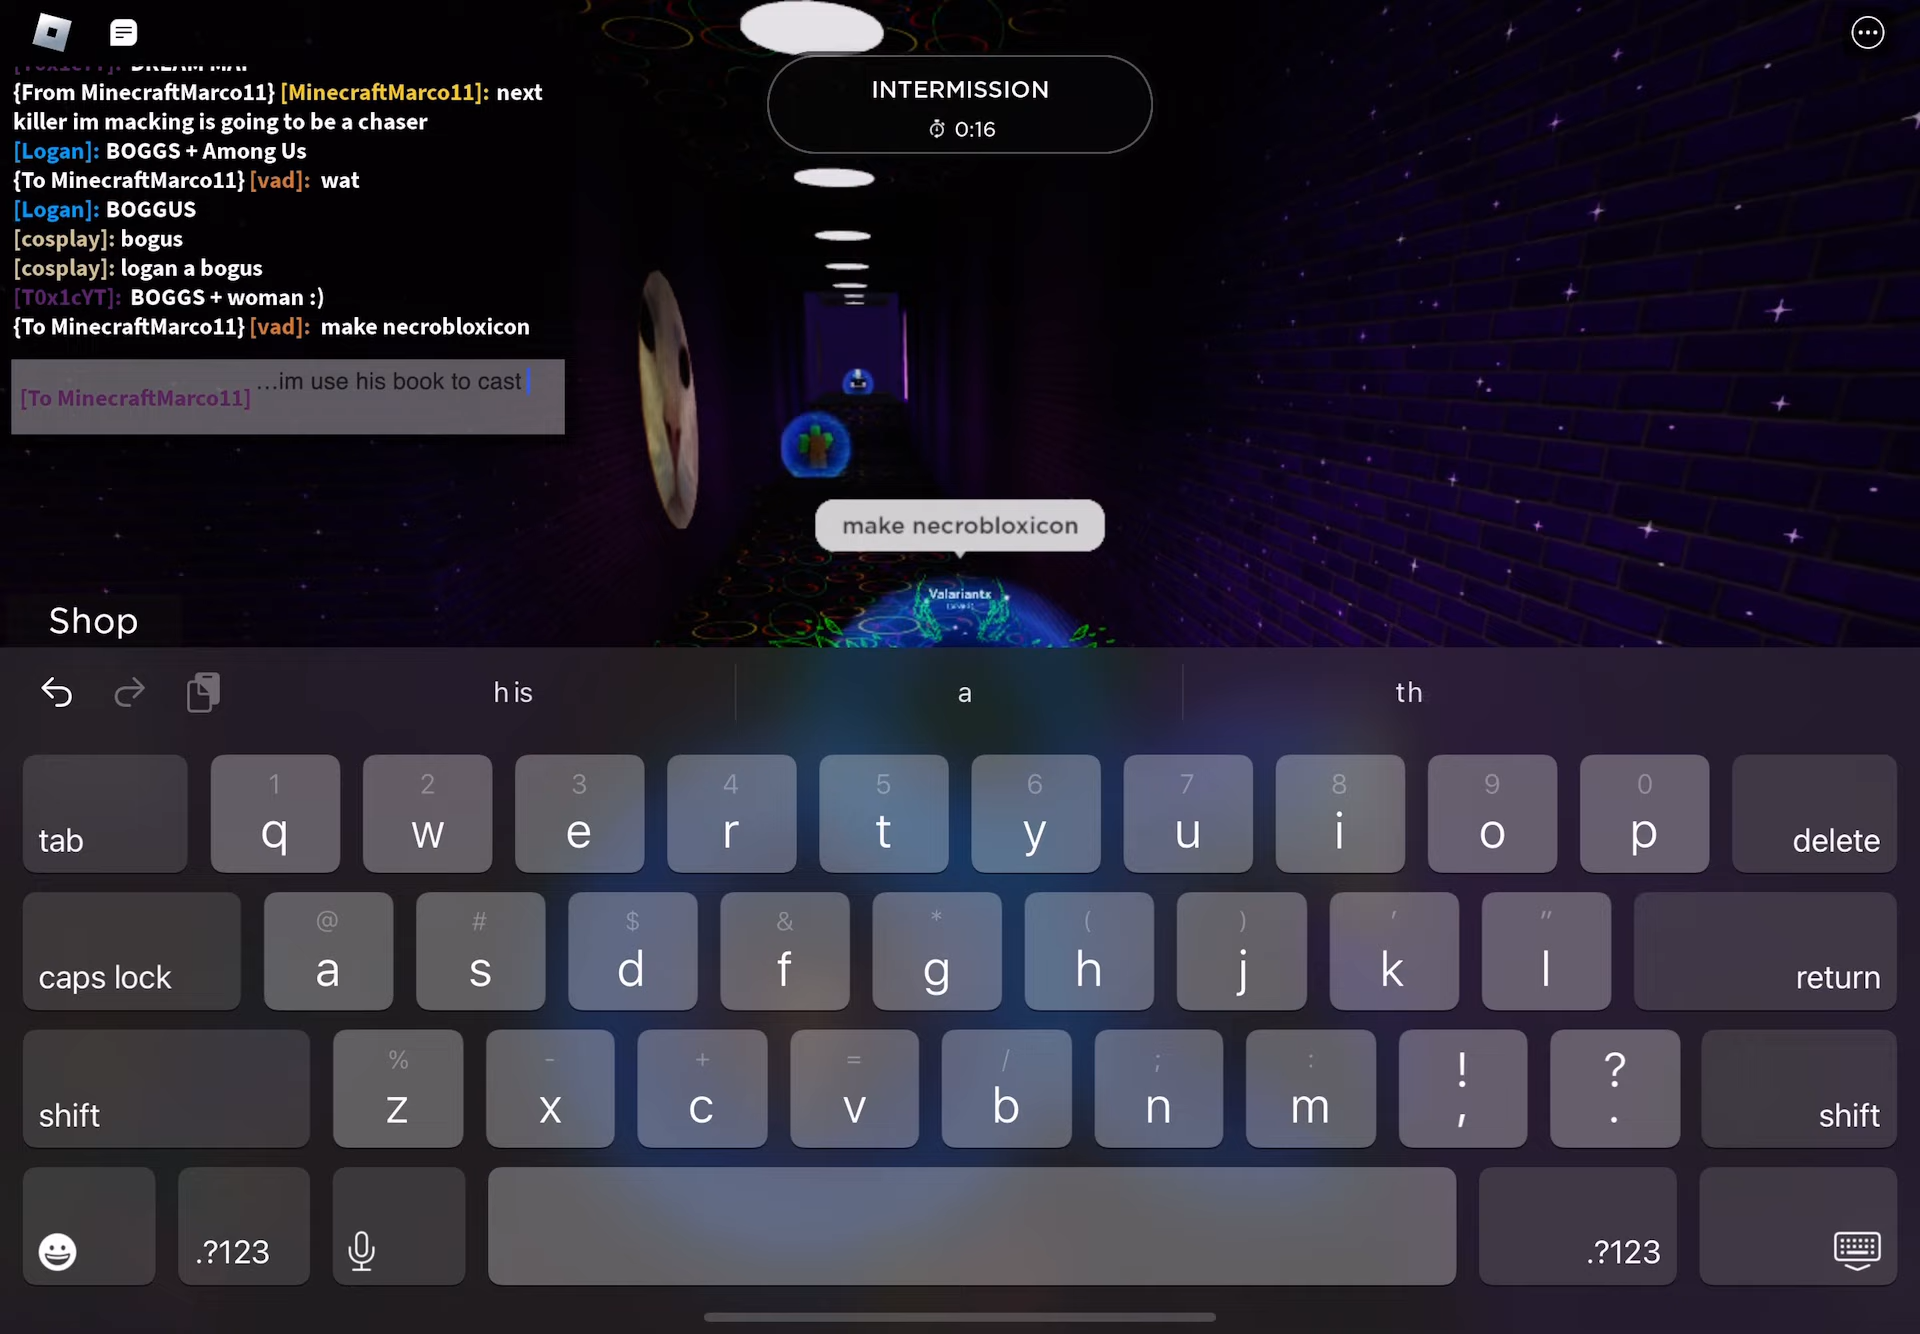 {From MinecraftMarco11} [MinecraftMarco11]: next
killer im macking is going to be a chaser
[Logan]: BOGGS + Among Us
{To MinecraftMarco11} [vad]: wat
[Logan]: BOGGUS
[cosplay]: bogus
[cosplay]: logan a bogus
[T0x1cYT]: BOGGS + woman :)
{To MinecraftMarco11} [vad]: make necrobloxicon
[To MinecraftMarco11] ...im use his book to cast
INTERMISSION
0:16
make necrobloxicon
Valariantx
Shop
his a th
tab 1 q 2 w 3 e 4 r 5 t 6 y 7 u 8 i 9 o 0 p delete
caps lock @ a # s $ d & f * g ( h ) j ' k " l return
shift % z - x + c = v / b ; n : m ! , ? . shift
.?123 .?123